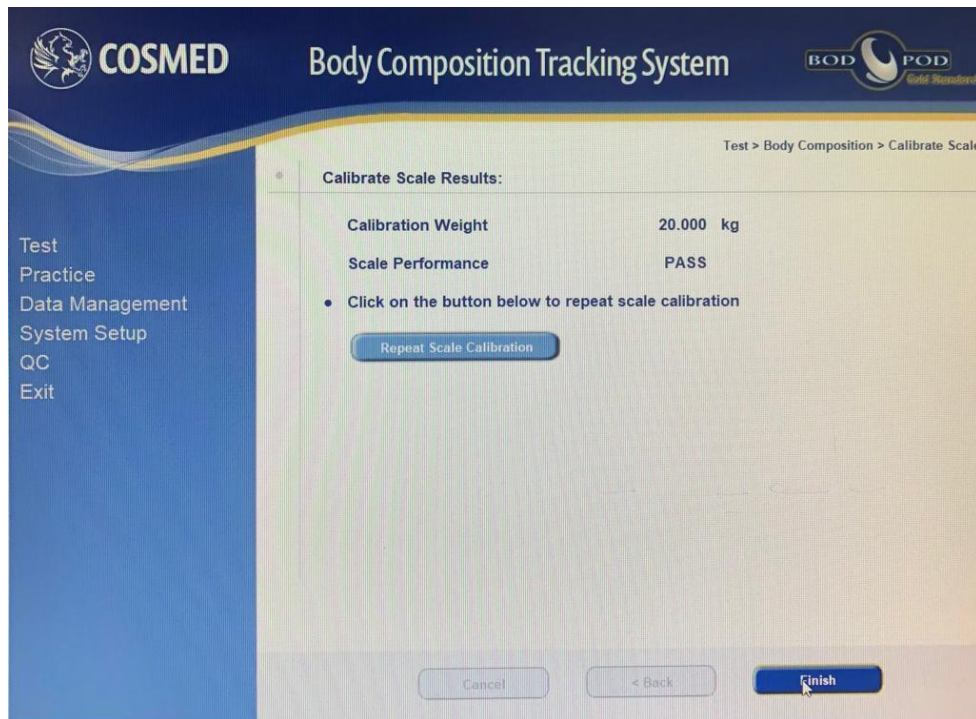 COSMED
Body Composition Tracking System
BOD POD
Gold Standard
Test > Body Composition > Calibrate Scale
Calibrate Scale Results:
Calibration Weight 20.000 kg
Scale Performance PASS
• Click on the button below to repeat scale calibration
Repeat Scale Calibration
Test
Practice
Data Management
System Setup
QC
Exit
Cancel
< Back
Finish